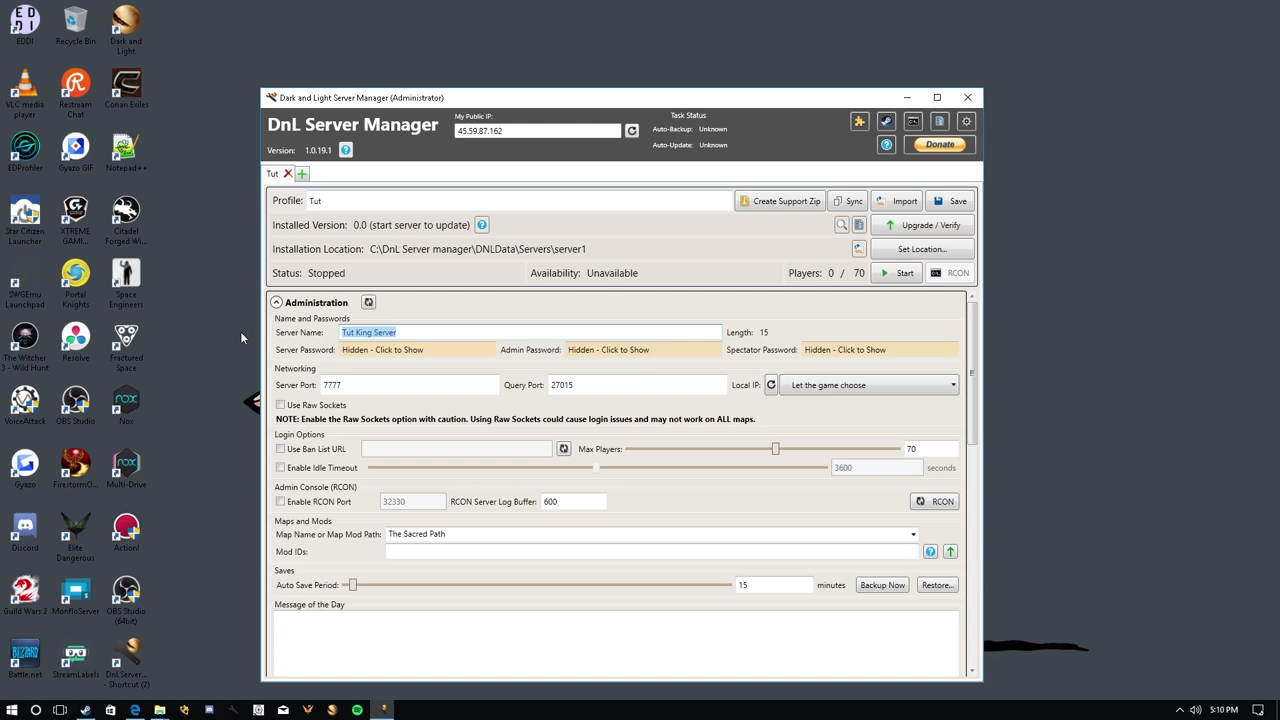 EDDI
Recycle Bin
Dark and Light
VLC media player
Restream Chat
Conan Exiles
EDProfiler
Gyazo GIF
Notepad++
Star Citizen Launcher
XTREME GAMI...
Citadel Forged Wi...
SWGEmu Launchpad
Portal Knights
Space Engineers
The Witcher 3 - Wild Hunt
Resolve
Fractured Space
VoiceAttack
OBS Studio
Nox
Gyazo
FirestormO...
Multi-Drive
Discord
Elite Dangerous
Action!
Guild Wars 2
MonfloServer
OBS Studio (64bit)
Battle.net
StreamLabels
DnLServer... - Shortcut (2)
Dark and Light Server Manager (Administrator)
DnL Server Manager
My Public IP:
45.59.87.162
Task Status
Auto-Backup: Unknown
Auto-Update: Unknown
Version: 1.0.19.1
Donate
Tut
Profile: Tut
Create Support Zip
Sync
Import
Save
Installed Version: 0.0 (start server to update)
Upgrade / Verify
Installation Location: C:\DnL Server manager\DNLData\Servers\server1
Set Location...
Status: Stopped
Availability: Unavailable
Players: 0 / 70
Start
RCON
Administration
Name and Passwords
Server Name: Tut King Server
Length: 15
Server Password: Hidden - Click to Show
Admin Password: Hidden - Click to Show
Spectator Password: Hidden - Click to Show
Networking
Server Port: 7777
Query Port: 27015
Local IP: Let the game choose
Use Raw Sockets
NOTE: Enable the Raw Sockets option with caution. Using Raw Sockets could cause login issues and may not work on ALL maps.
Login Options
Use Ban List URL
Max Players: 70
Enable Idle Timeout
3600 seconds
Admin Console (RCON)
Enable RCON Port 32330
RCON Server Log Buffer: 600
RCON
Maps and Mods
Map Name or Map Mod Path: The Sacred Path
Mod IDs:
Saves
Auto Save Period: 15 minutes
Backup Now
Restore...
Message of the Day
5:10 PM